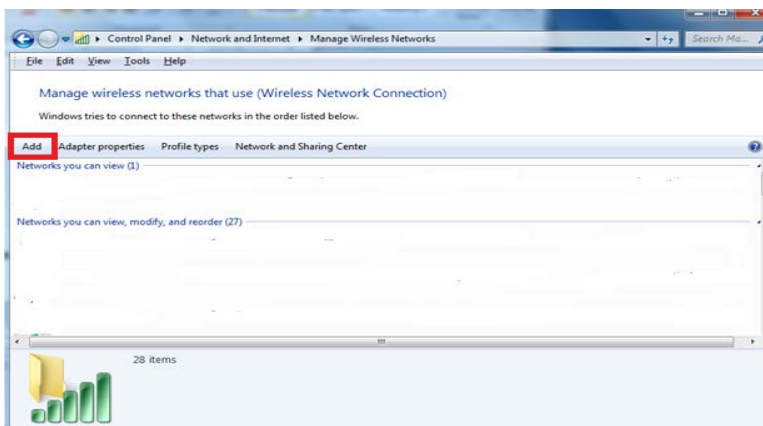 Control Panel ▸ Network and Internet ▸ Manage Wireless Networks Search Ma...
File Edit View Tools Help
Manage wireless networks that use (Wireless Network Connection)
Windows tries to connect to these networks in the order listed below.
Add Adapter properties Profile types Network and Sharing Center
Networks you can view (1)
Networks you can view, modify, and reorder (27)
28 items